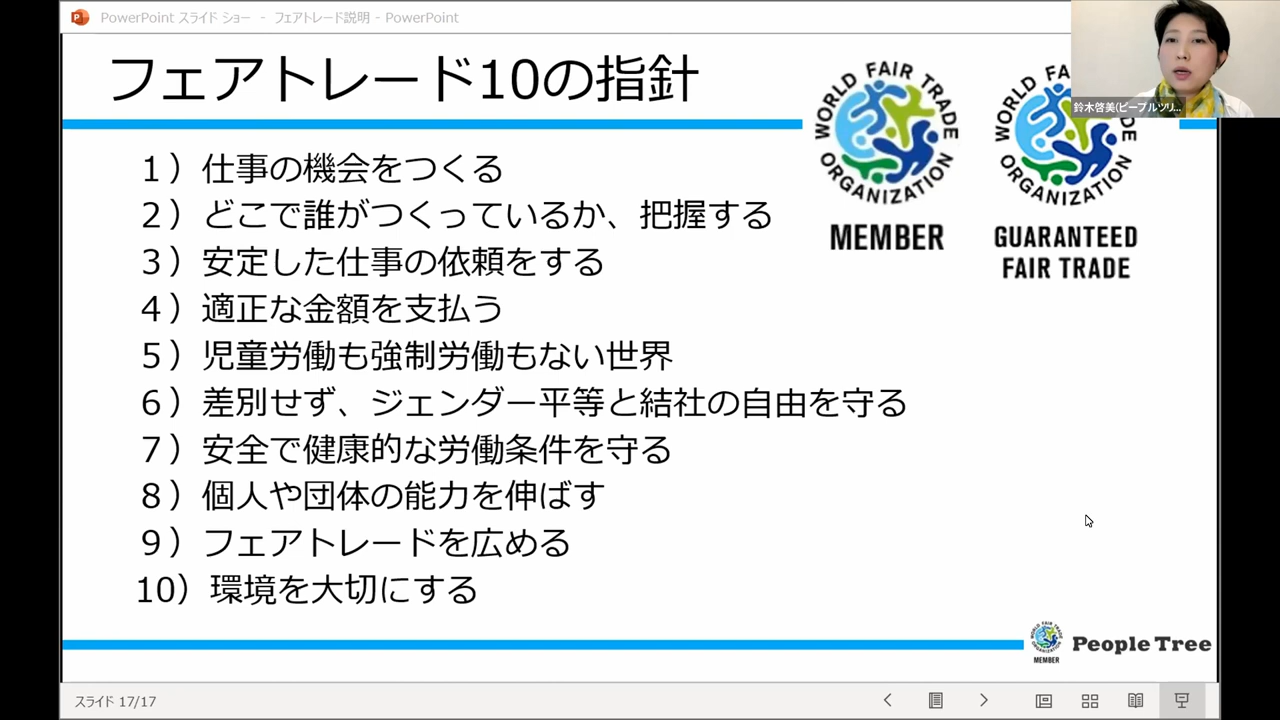 PowerPoint スライド ショー - フェアトレード説明 - PowerPoint
フェアトレード10の指針
WORLD FAIR TRADE ORGANIZATION
MEMBER
WORLD FA DE ORGANIZATION
GUARANTEED
FAIR TRADE
鈴木啓美(ピープルツリ...
１）仕事の機会をつくる
２）どこで誰がつくっているか、把握する
３）安定した仕事の依頼をする
４）適正な金額を支払う
５）児童労働も強制労働もない世界
６）差別せず、ジェンダー平等と結社の自由を守る
７）安全で健康的な労働条件を守る
８）個人や団体の能力を伸ばす
９）フェアトレードを広める
10）環境を大切にする
WORLD FAIR TRADE ORGANIZATION
MEMBER
People Tree
スライド 17/17